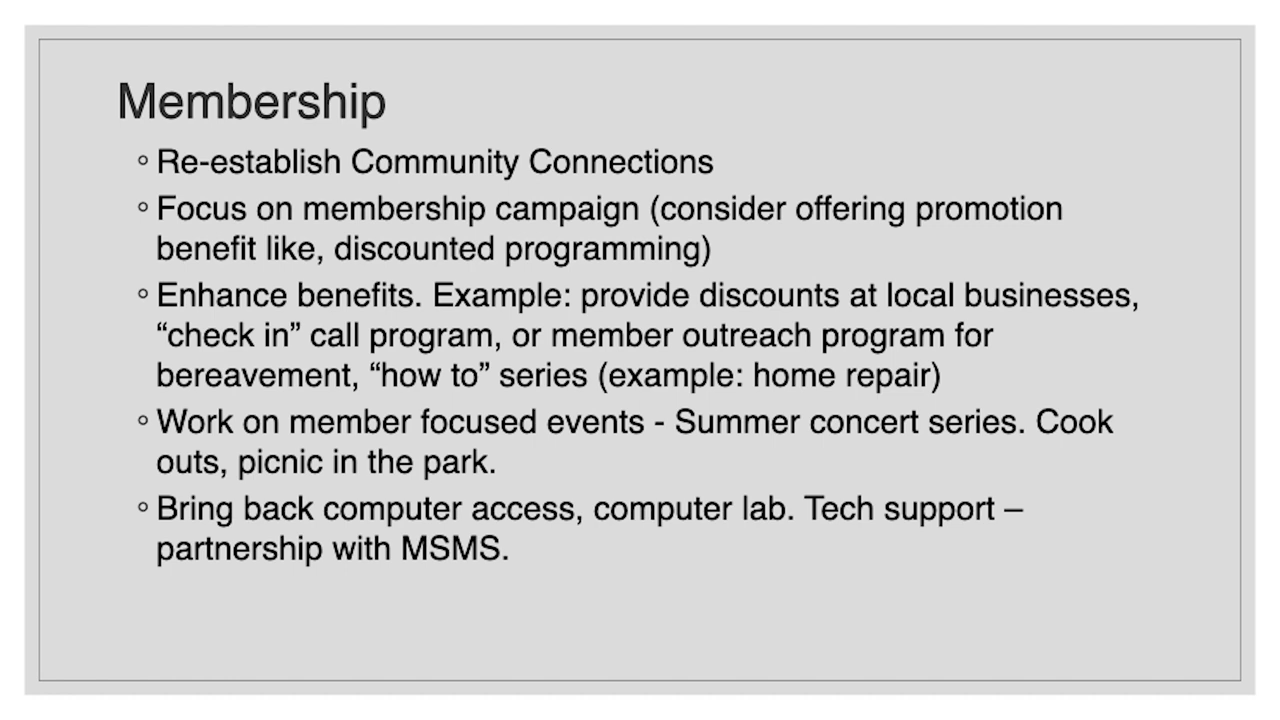 Membership
◦ Re-establish Community Connections
◦ Focus on membership campaign (consider offering promotion
benefit like, discounted programming)
◦ Enhance benefits. Example: provide discounts at local businesses,
“check in” call program, or member outreach program for
bereavement, “how to” series (example: home repair)
◦ Work on member focused events - Summer concert series. Cook
outs, picnic in the park.
◦ Bring back computer access, computer lab. Tech support –
partnership with MSMS.